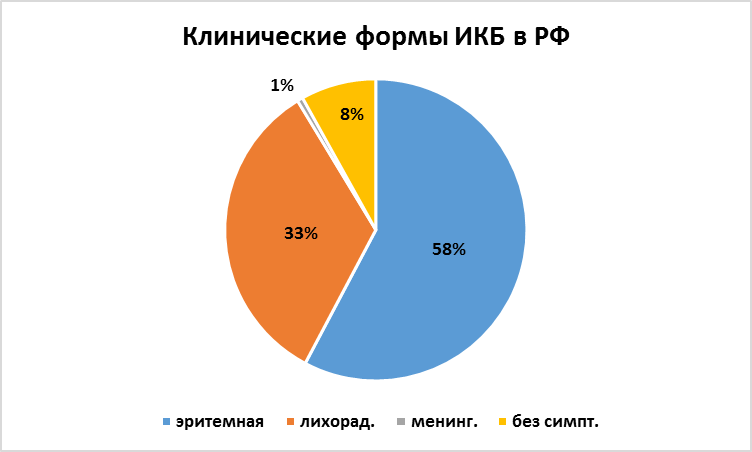 Клинические формы ИКБ в РФ
1%
8%
33%
58%
эритемная лихорад. менинг. без симпт.